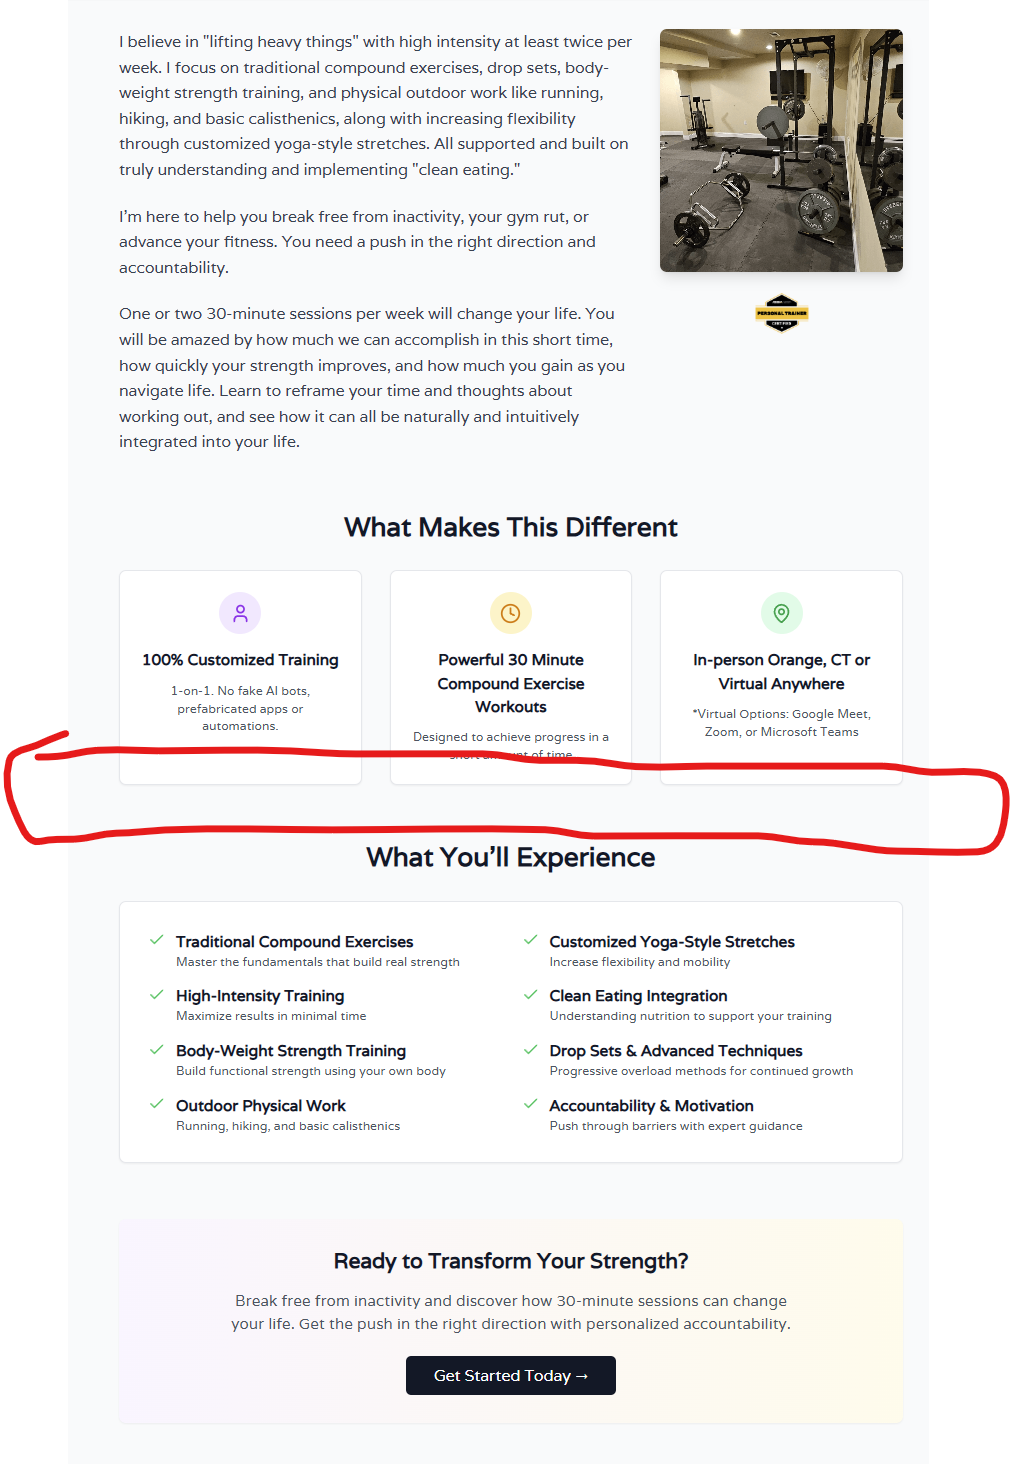 I believe in "lifting heavy things" with high intensity at least twice per
week. I focus on traditional compound exercises, drop sets, body-
weight strength training, and physical outdoor work like running,
hiking, and basic calisthenics, along with increasing flexibility
through customized yoga-style stretches. All supported and built on
truly understanding and implementing "clean eating."
I'm here to help you break free from inactivity, your gym rut, or
advance your fitness. You need a push in the right direction and
accountability.
One or two 30-minute sessions per week will change your life. You
will be amazed by how much we can accomplish in this short time,
how quickly your strength improves, and how much you gain as you
navigate life. Learn to reframe your time and thoughts about
working out, and see how it can all be naturally and intuitively
integrated into your life.
PERSONAL TRAINER
CERTIFIED
What Makes This Different
100% Customized Training
1-on-1. No fake AI bots,
prefabricated apps or
automations.
Powerful 30 Minute
Compound Exercise
Workouts
Designed to achieve progress in a
short amount of time.
In-person Orange, CT or
Virtual Anywhere
*Virtual Options: Google Meet,
Zoom, or Microsoft Teams
What You’ll Experience
Traditional Compound Exercises
Master the fundamentals that build real strength
High-Intensity Training
Maximize results in minimal time
Body-Weight Strength Training
Build functional strength using your own body
Outdoor Physical Work
Running, hiking, and basic calisthenics
Customized Yoga-Style Stretches
Increase flexibility and mobility
Clean Eating Integration
Understanding nutrition to support your training
Drop Sets & Advanced Techniques
Progressive overload methods for continued growth
Accountability & Motivation
Push through barriers with expert guidance
Ready to Transform Your Strength?
Break free from inactivity and discover how 30-minute sessions can change
your life. Get the push in the right direction with personalized accountability.
Get Started Today →